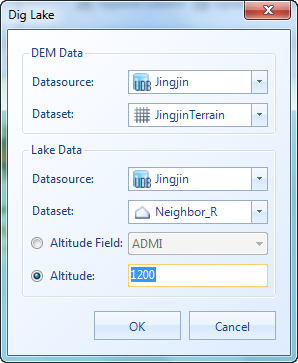 Dig Lake
DEM Data
Datasource: UDB Jingjin
Dataset: JingjinTerrain
Lake Data
Datasource: UDB Jingjin
Dataset: Neighbor_R
Altitude Field: ADMI
Altitude: 1200
OK Cancel